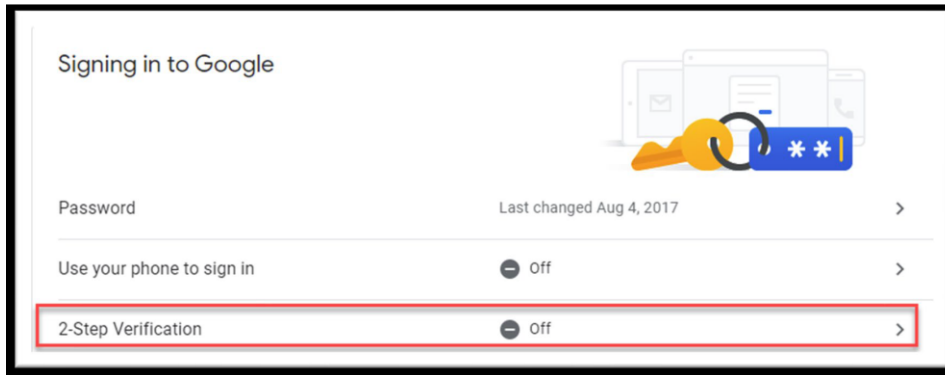 Signing in to Google
**
Password Last changed Aug 4, 2017
Use your phone to sign in Off
2-Step Verification Off